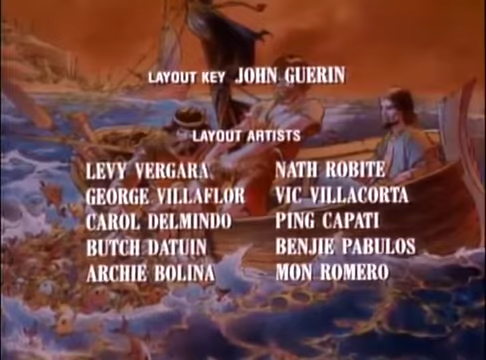 LAYOUT KEY JOHN GUERIN
LAYOUT ARTISTS
LEVY VERGARA NATH ROBITE
GEORGE VILLAFLOR VIC VILLACORTA
CAROL DELMINDO PING CAPATI
BUTCH DATUIN BENJIE PABULOS
ARCHIE BOLINA MON ROMERO